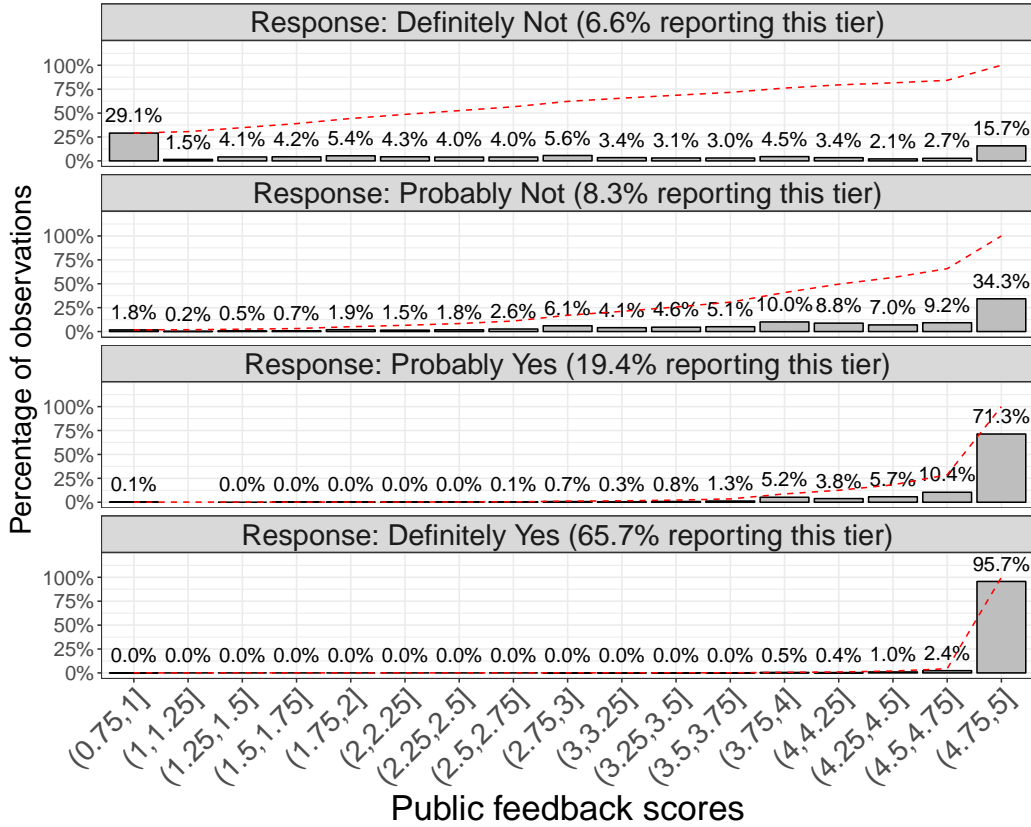 Response: Definitely Not (6.6% reporting this tier)
100%
75%
50%
25%
0%
29.1% 1.5% 4.1% 4.2% 5.4% 4.3% 4.0% 4.0% 5.6% 3.4% 3.1% 3.0% 4.5% 3.4% 2.1% 2.7% 15.7%
Response: Probably Not (8.3% reporting this tier)
100%
75%
50%
25%
0%
1.8% 0.2% 0.5% 0.7% 1.9% 1.5% 1.8% 2.6% 6.1% 4.1% 4.6% 5.1% 10.0% 8.8% 7.0% 9.2% 34.3%
Response: Probably Yes (19.4% reporting this tier)
100%
75%
50%
25%
0%
0.1% 0.0% 0.0% 0.0% 0.0% 0.0% 0.1% 0.7% 0.3% 0.8% 1.3% 5.2% 3.8% 5.7% 10.4% 71.3%
Response: Definitely Yes (65.7% reporting this tier)
100%
75%
50%
25%
0%
0.0% 0.0% 0.0% 0.0% 0.0% 0.0% 0.0% 0.0% 0.0% 0.0% 0.0% 0.0% 0.5% 0.4% 1.0% 2.4% 95.7%
(0.75,1] (1,1.25] (1.25,1.5] (1.5,1.75] (1.75,2] (2,2.25] (2.25,2.5] (2.5,2.75] (2.75,3] (3,3.25] (3.25,3.5] (3.5,3.75] (3.75,4] (4,4.25] (4.25,4.5] (4.5,4.75] (4.75,5]
Public feedback scores
Percentage of observations